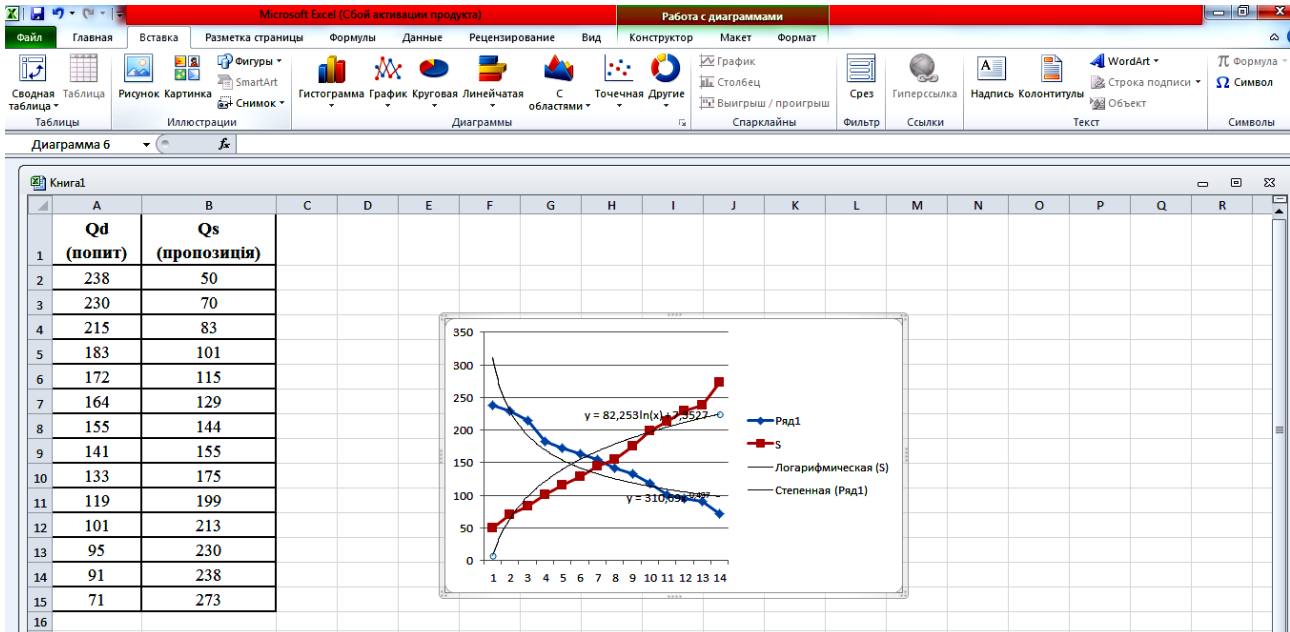 Microsoft Excel (Сбой активации продукта)
Работа с диаграммами
Файл Главная Вставка Разметка страницы Формулы Данные Рецензирование Вид Конструктор Макет Формат
Сводная таблица
Таблица
Таблицы
Рисунок
Картинка
Фигуры
SmartArt
Снимок
Иллюстрации
Гистограмма
График
Круговая
Линейчатая
С областями
Точечная
Другие
Диаграммы
График
Столбец
Выигрыш / проигрыш
Спарклайны
Срез
Фильтр
Гиперссылка
Ссылки
Надпись
Колонтитулы
WordArt
Строка подписи
Объект
Текст
Формула
Символ
Символы
Диаграмма 6
fx
Книга1
A B C D E F G H I J K L M N O P Q R
1 Qd (попит) Qs (пропозиція)
2 238 50
3 230 70
4 215 83
5 183 101
6 172 115
7 164 129
8 155 144
9 141 155
10 133 175
11 119 199
12 101 213
13 95 230
14 91 238
15 71 273
16
350
300
250
200
150
100
50
0
1 2 3 4 5 6 7 8 9 10 11 12 13 14
y = 82,253ln(x)
Ряд1
S
Логарифмическая (S)
Степенная (Ряд1)